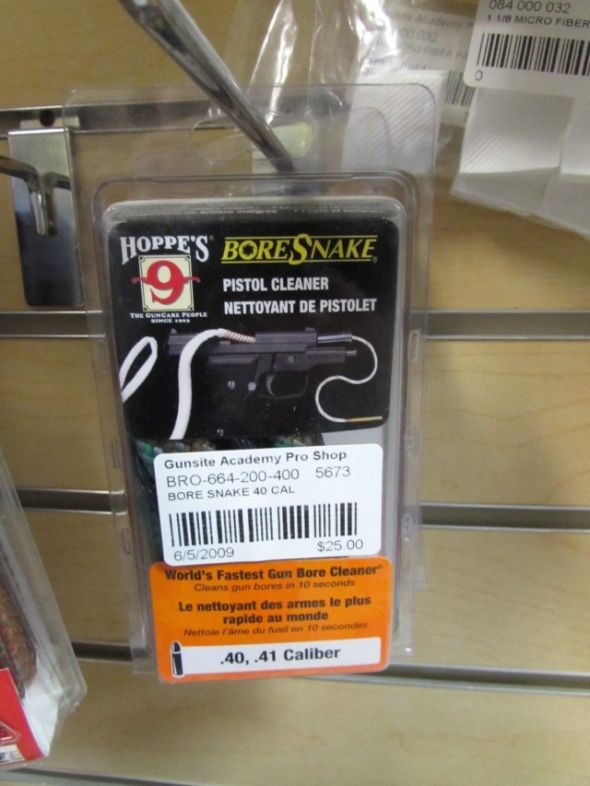 084 000 032
1 1/8 MICRO FIBER
HOPPE'S
9
THE GUNCARE PEOPLE
SINCE 1903
BORESNAKE
PISTOL CLEANER
NETTOYANT DE PISTOLET
Gunsite Academy Pro Shop
BRO-664-200-400 5673
BORE SNAKE 40 CAL
6/5/2009 $25.00
World's Fastest Gun Bore Cleaner
Cleans gun bores in 10 seconds
Le nettoyant des armes le plus
rapide au monde
Nettoie l'âme du fusil en 10 secondes
.40, .41 Caliber